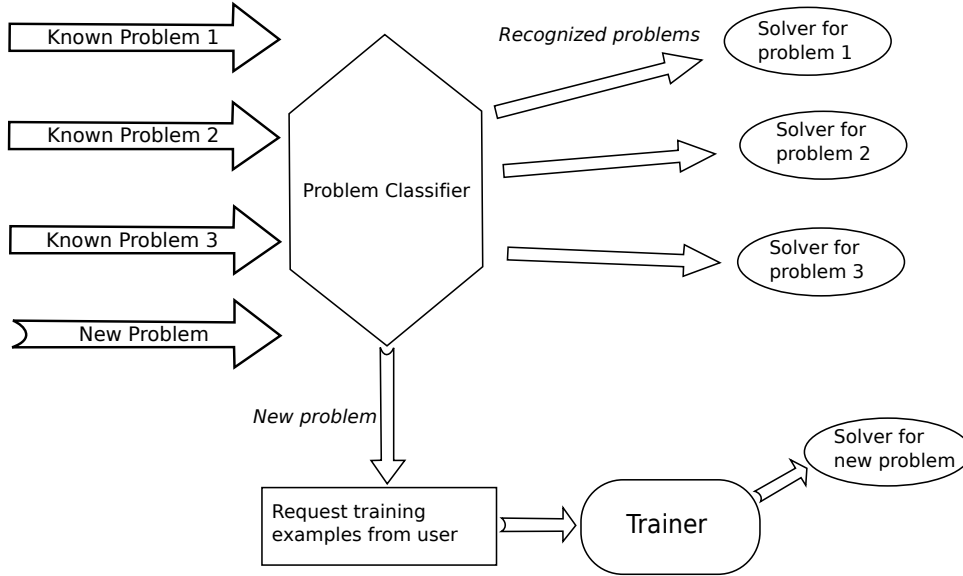 Known Problem 1
Known Problem 2
Known Problem 3
New Problem
Problem Classifier
Recognized problems
Solver for
problem 1
Solver for
problem 2
Solver for
problem 3
New problem
Request training
examples from user
Trainer
Solver for
new problem